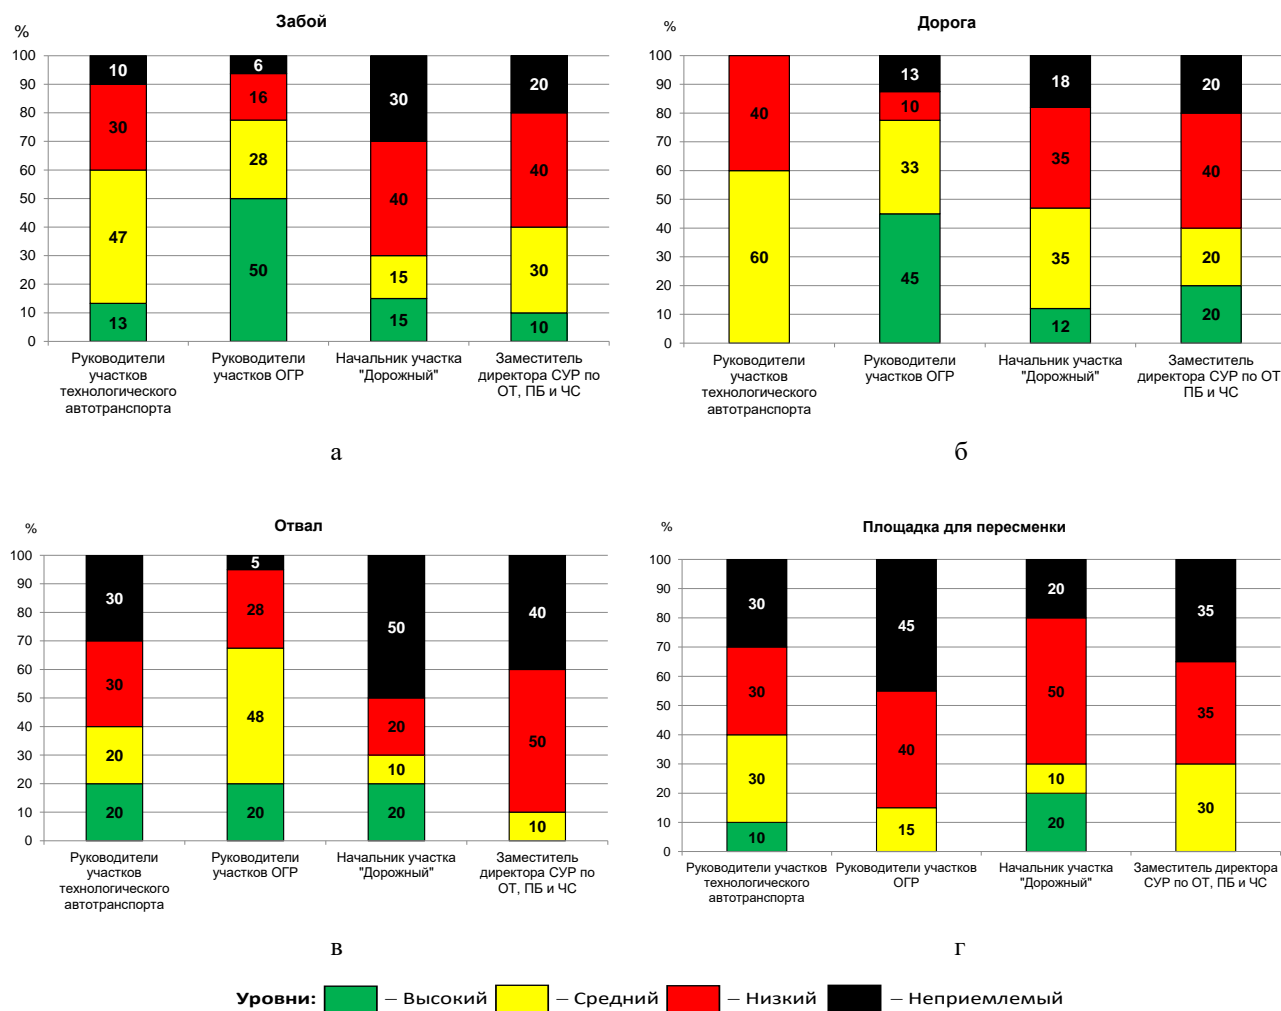 Забой
%
100
90
80
70
60
50
40
30
20
10
0
10
30
47
13
6
16
28
50
30
40
15
15
20
40
30
10
Руководители
участков
технологического
автотранспорта
Руководители
участков ОГР
Начальник участка
"Дорожный"
Заместитель
директора СУР по
ОТ, ПБ и ЧС
а
Дорога
%
100
90
80
70
60
50
40
30
20
10
0
40
60
13
10
33
45
18
35
35
12
20
40
20
20
Руководители
участков
технологического
автотранспорта
Руководители
участков ОГР
Начальник участка
"Дорожный"
Заместитель
директора СУР по ОТ
ПБ и ЧС
б
Отвал
%
100
90
80
70
60
50
40
30
20
10
0
30
30
20
20
5
28
48
20
50
20
10
20
40
50
10
Руководители
участков
технологического
автотранспорта
Руководители
участков ОГР
Начальник участка
"Дорожный"
Заместитель
директора СУР по
ОТ, ПБ и ЧС
в
Площадка для пересменки
%
100
90
80
70
60
50
40
30
20
10
0
30
30
30
10
45
40
15
20
50
10
20
35
35
30
Руководители участков
технологического
автотранспорта
Руководители участков
ОГР
Начальник участка
"Дорожный"
Заместитель директора
СУР по ОТ, ПБ и ЧС
г
Уровни: – Высокий – Средний – Низкий – Неприемлемый